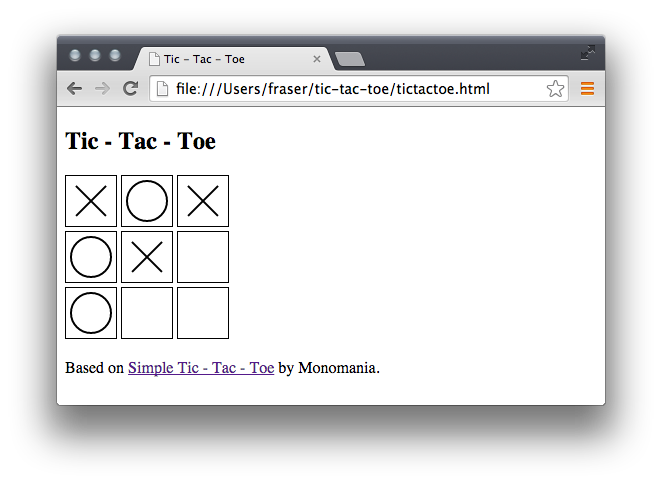 Tic - Tac - Toe
file:///Users/fraser/tic-tac-toe/tictactoe.html
Tic - Tac - Toe
Based on Simple Tic - Tac - Toe by Monomania.